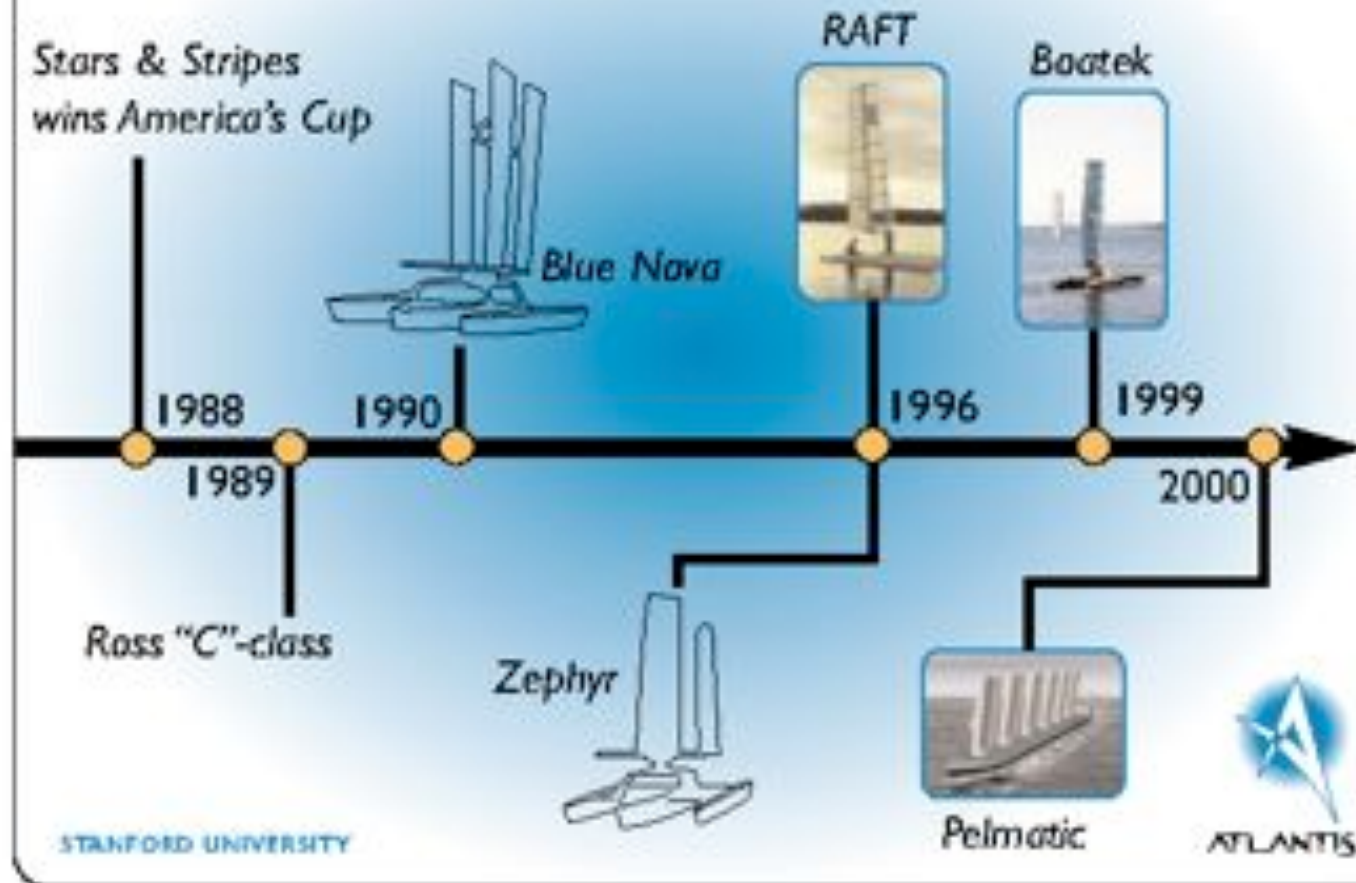 Stars & Stripes
wins America's Cup
RAFT
Boatek
Blue Nova
1988
1990
1996
1999
1989
2000
Ross "C"-class
Zephyr
Pelmatic
STANFORD UNIVERSITY
ATLANTIS